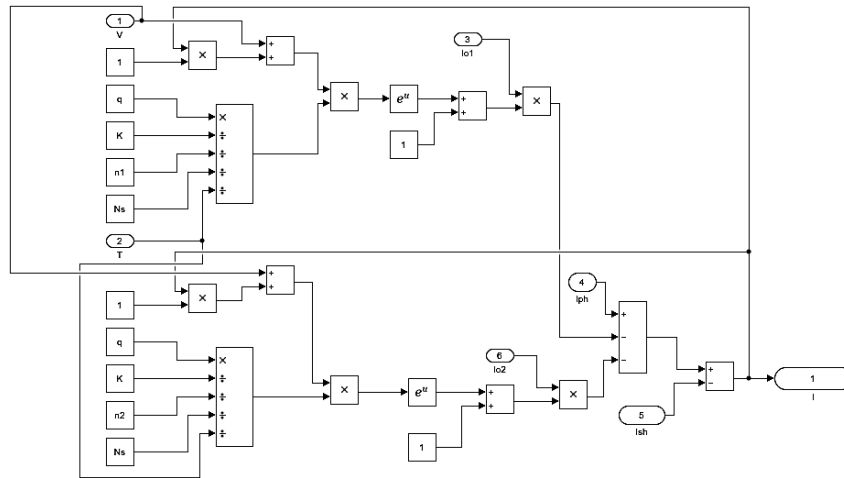 1
V
1
×
+
+
q
K
n1
Ns
×
÷
÷
÷
÷
×
e^u
1
+
+
3
Io1
×
2
T
1
×
+
+
q
K
n2
Ns
×
÷
÷
÷
÷
×
e^u
1
+
+
6
Io2
×
4
Iph
+
−
−
5
Ish
+
−
1
I